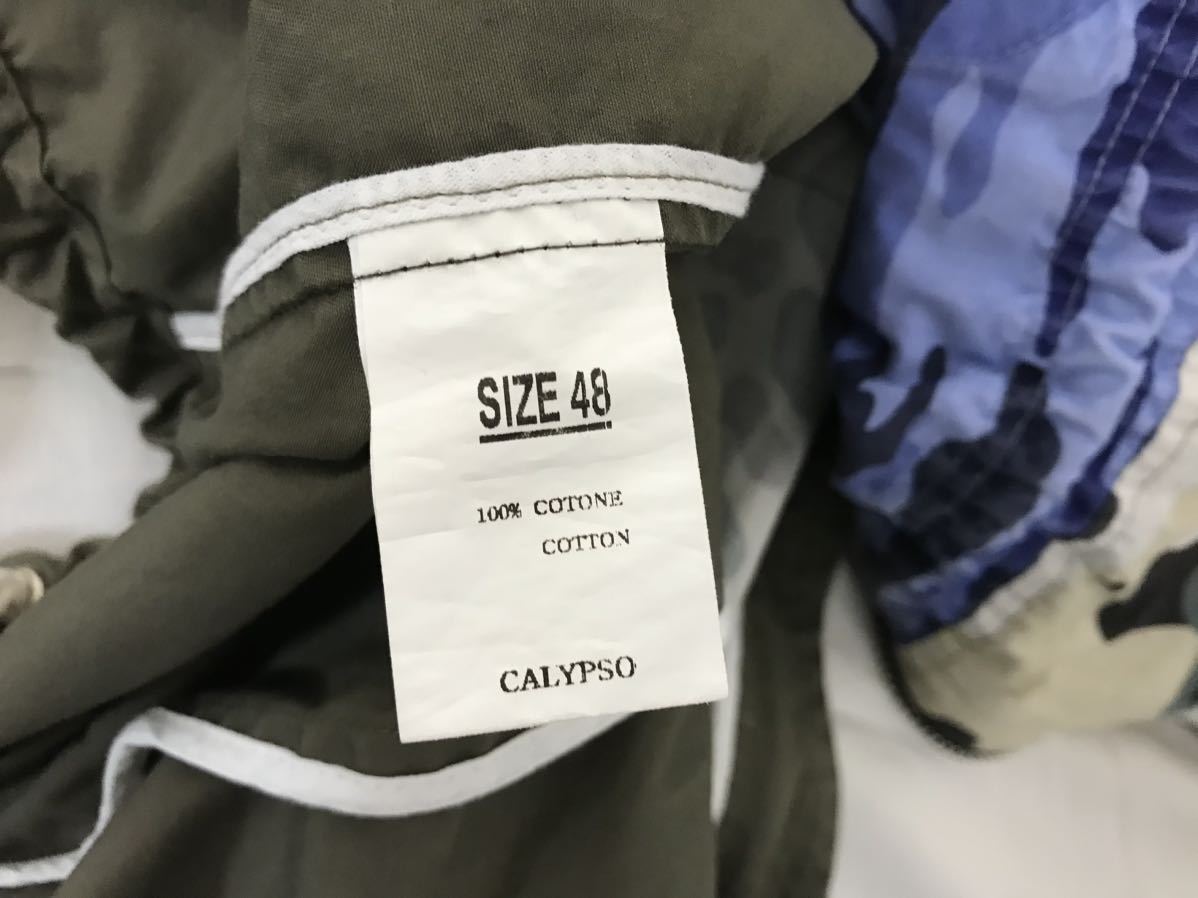 SIZE 48
100% COTONE
COTTON
CALYPSO